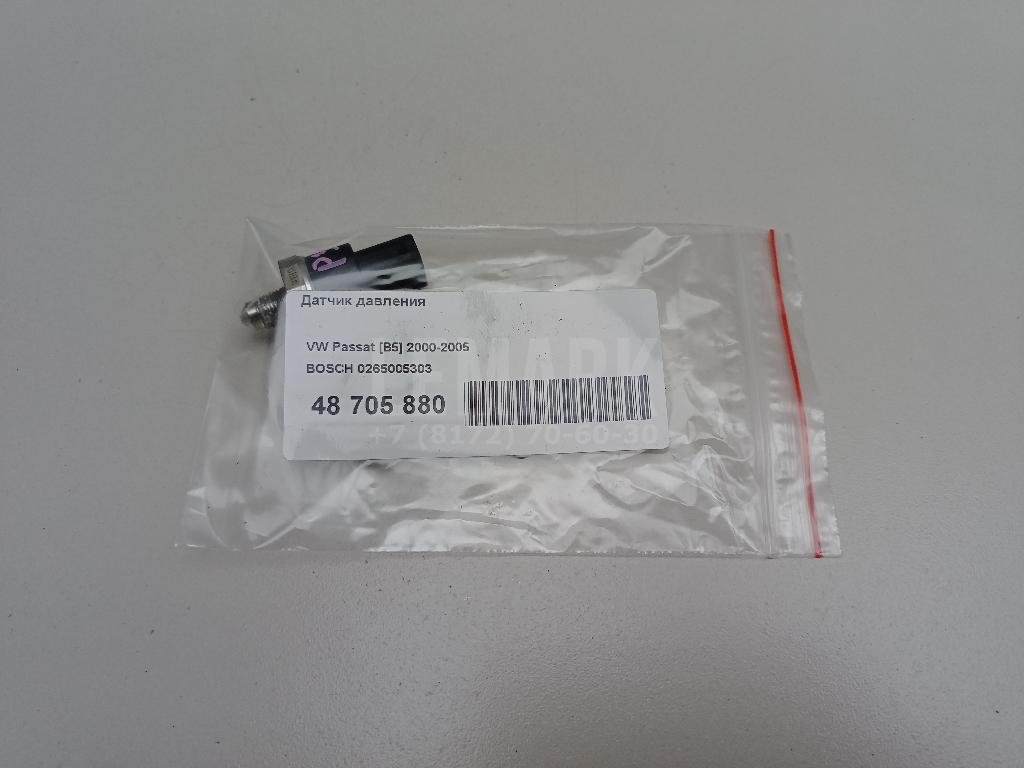 Датчик давления
VW Passat [B5] 2000-2005
BOSCH 0265005303
48 705 880
+7 (8172) 70-60-30